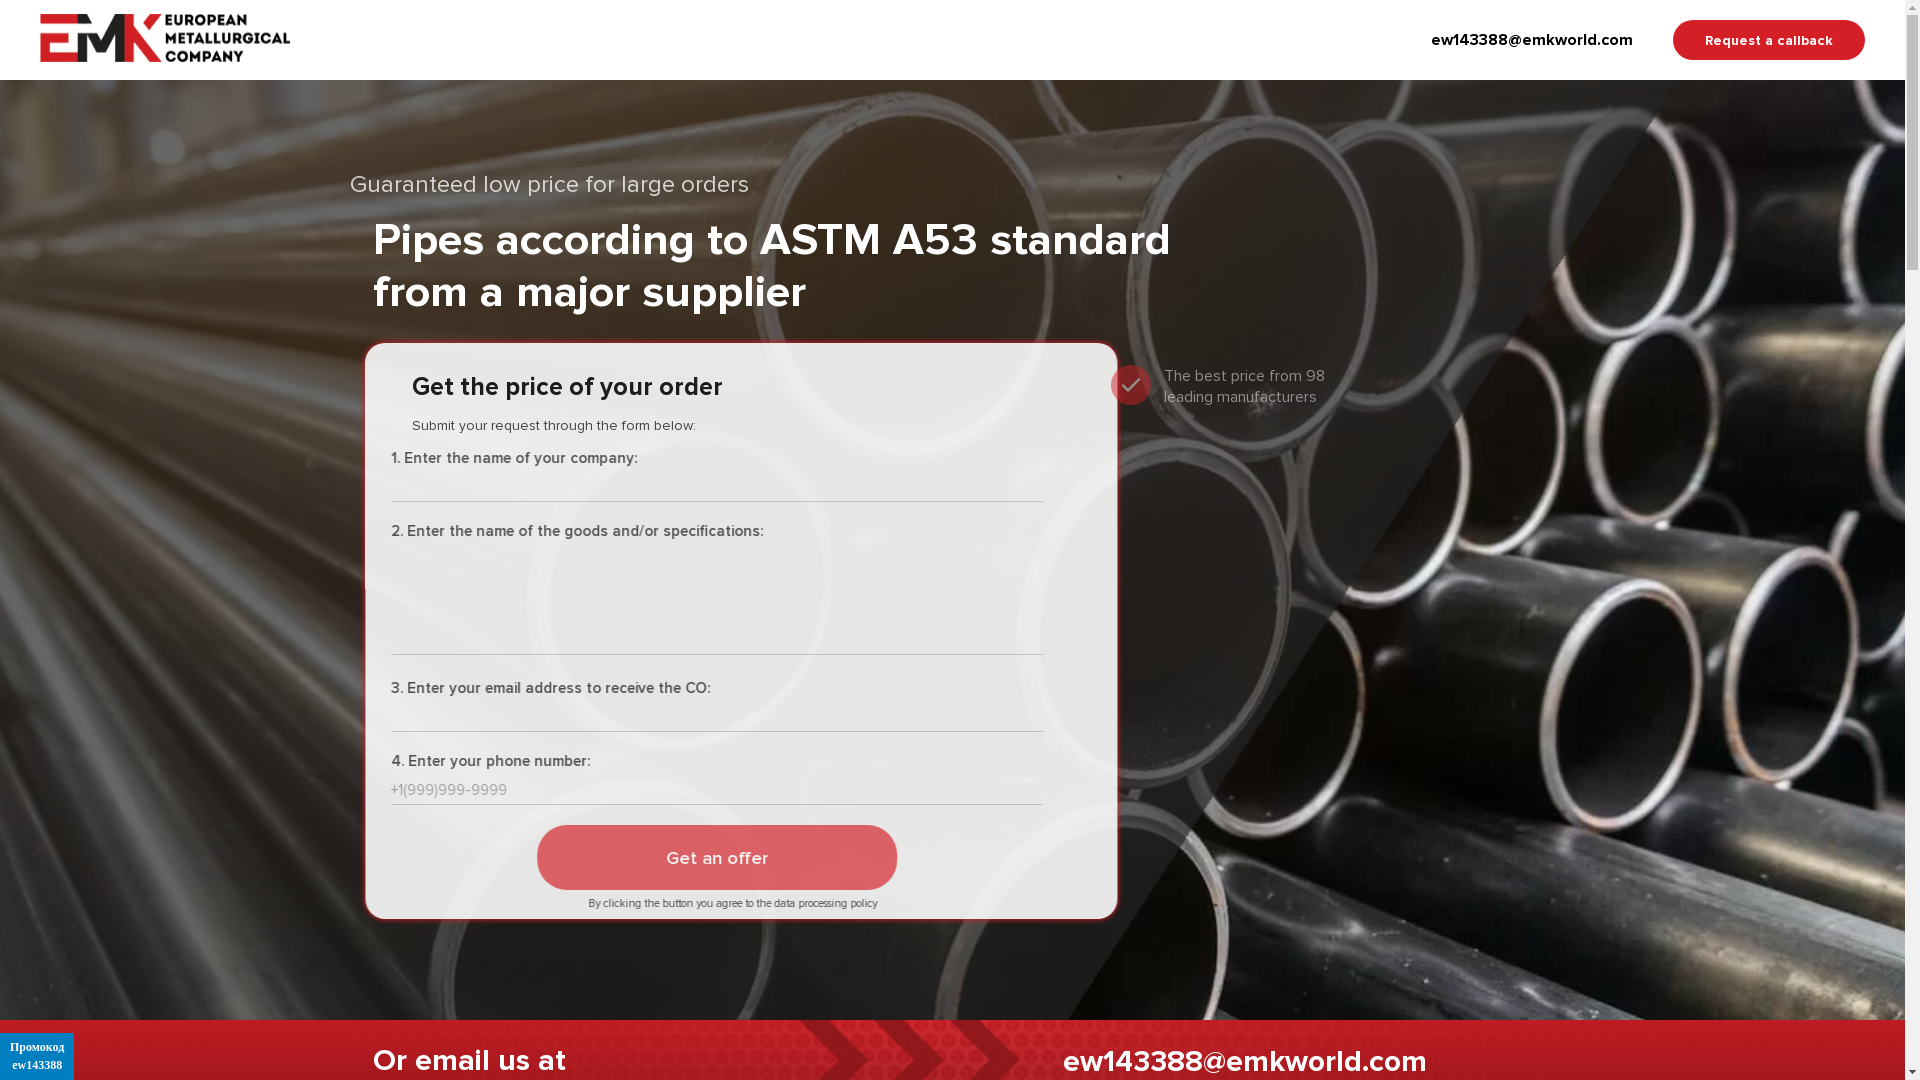 EUROPEAN
METALLURGICAL
COMPANY
EMK
ew143388@emkworld.com
Request a callback
Guaranteed low price for large orders
Pipes according to ASTM A53 standard
from a major supplier
Get the price of your order
Submit your request through the form below:
The best price from 98
leading manufacturers
1. Enter the name of your company:
2. Enter the name of the goods and/or specifications:
3. Enter your email address to receive the CO:
4. Enter your phone number:
+1(999)999-9999
Get an offer
By clicking the button you agree to the data processing policy
Or email us at
ew143388@emkworld.com
Промокод
ew143388